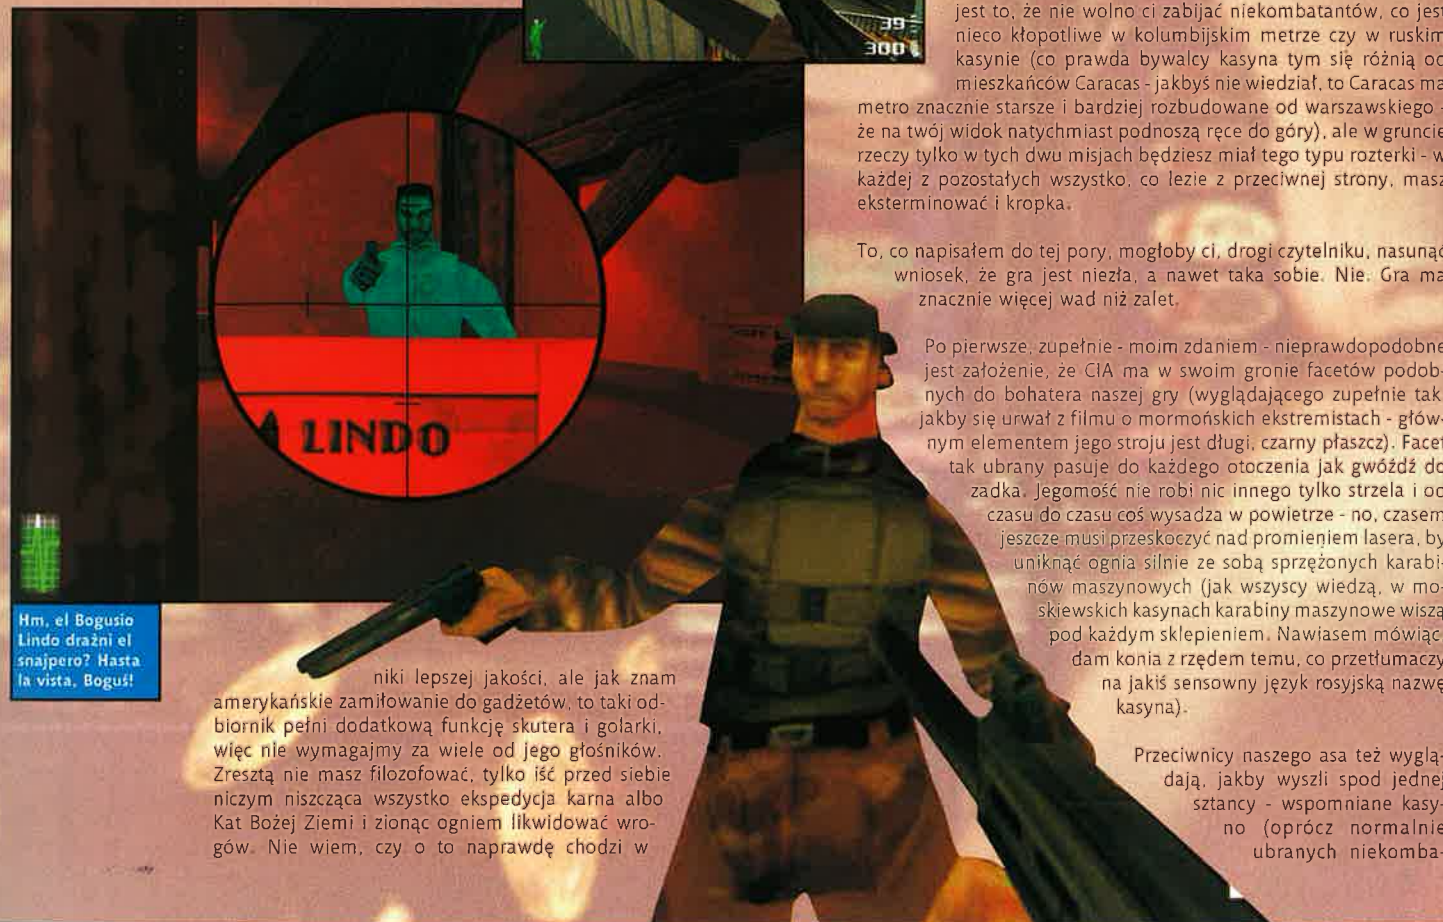 39
300
LINDO
Hm, el Bogusio
Lindo drażni el
snajpero? Hasta
la vista, Boguś!
niki lepszej jakości, ale jak znam
amerykańskie zamiłowanie do gadżetów, to taki od-
biornik pełni dodatkową funkcję skutera i golarki,
więc nie wymagajmy za wiele od jego głośników.
Zresztą nie masz filozofować, tylko iść przed siebie
niczym niszcząca wszystko ekspedycja karna albo
Kat Bożej Ziemi i zionąc ogniem likwidować wro-
gów. Nie wiem, czy o to naprawdę chodzi w
jest to, że nie wolno ci zabijać niekombatantów, co jest
nieco kłopotliwe w kolumbijskim metrze czy w ruskim
kasynie (co prawda bywalcy kasyna tym się różnią od
mieszkańców Caracas - jakbyś nie wiedział, to Caracas ma
metro znacznie starsze i bardziej rozbudowane od warszawskiego -
że na twój widok natychmiast podnoszą ręce do góry), ale w gruncie
rzeczy tylko w tych dwu misjach będziesz miał tego typu rozterki - w
każdej z pozostałych wszystko, co lezie z przeciwnej strony, masz
eksterminować i kropka.
To, co napisałem do tej pory, mogłoby ci, drogi czytelniku, nasunąć
wniosek, że gra jest niezła, a nawet taka sobie. Nie. Gra ma
znacznie więcej wad niż zalet.
Po pierwsze, zupełnie - moim zdaniem - nieprawdopodobne
jest założenie, że CIA ma w swoim gronie facetów podob-
nych do bohatera naszej gry (wyglądającego zupełnie tak,
jakby się urwał z filmu o mormońskich ekstremistach - głów-
nym elementem jego stroju jest długi, czarny płaszcz). Facet
tak ubrany pasuje do każdego otoczenia jak gwóźdź do
zadka. Jegomość nie robi nic innego tylko strzela i od
czasu do czasu coś wysadza w powietrze - no, czasem
jeszcze musi przeskoczyć nad promieniem lasera, by
uniknąć ognia silnie ze sobą sprzężonych karabi-
nów maszynowych (jak wszyscy wiedzą, w mo-
skiewskich kasynach karabiny maszynowe wiszą
pod każdym sklepieniem. Nawiasem mówiąc,
dam konia z rzędem temu, co przetłumaczy
na jakiś sensowny język rosyjską nazwę
kasyna).
Przeciwnicy naszego asa też wyglą-
dają, jakby wyszli spod jednej
sztancy - wspomniane kasy-
no (oprócz normalnie
ubranych niekomba-